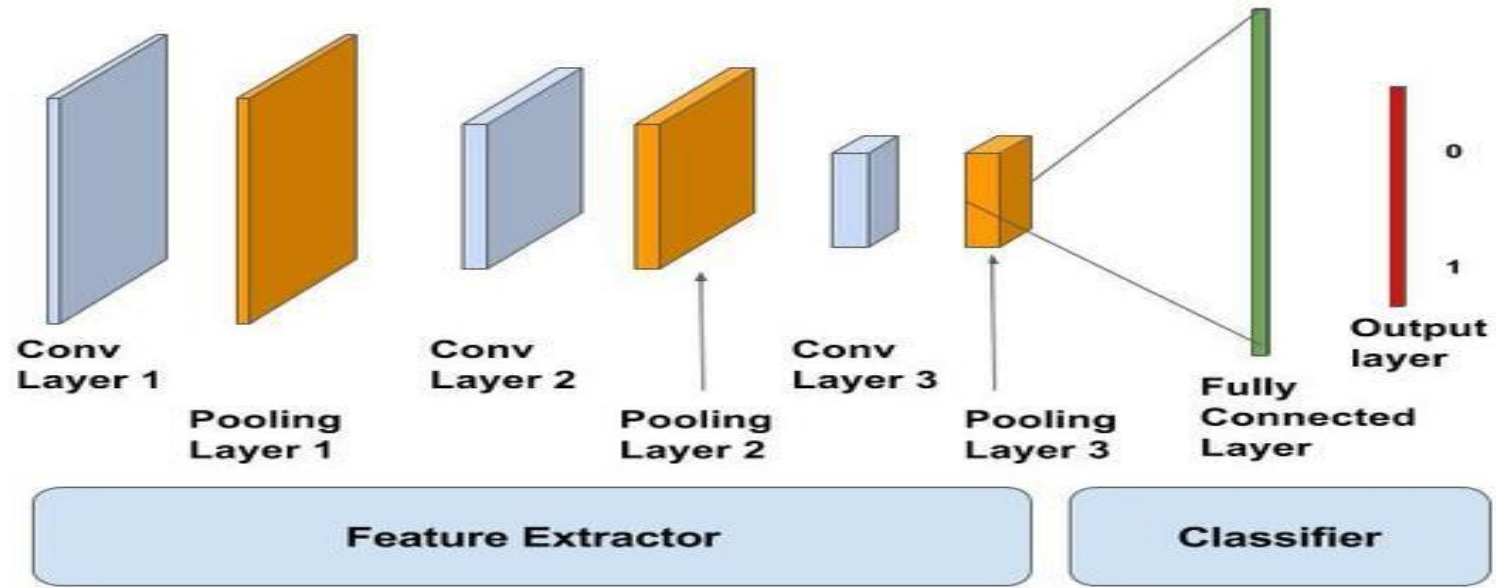 Conv
Layer 1
Pooling
Layer 1
Conv
Layer 2
Pooling
Layer 2
Conv
Layer 3
Pooling
Layer 3
Fully
Connected
Layer
0
1
Output
layer
Feature Extractor
Classifier